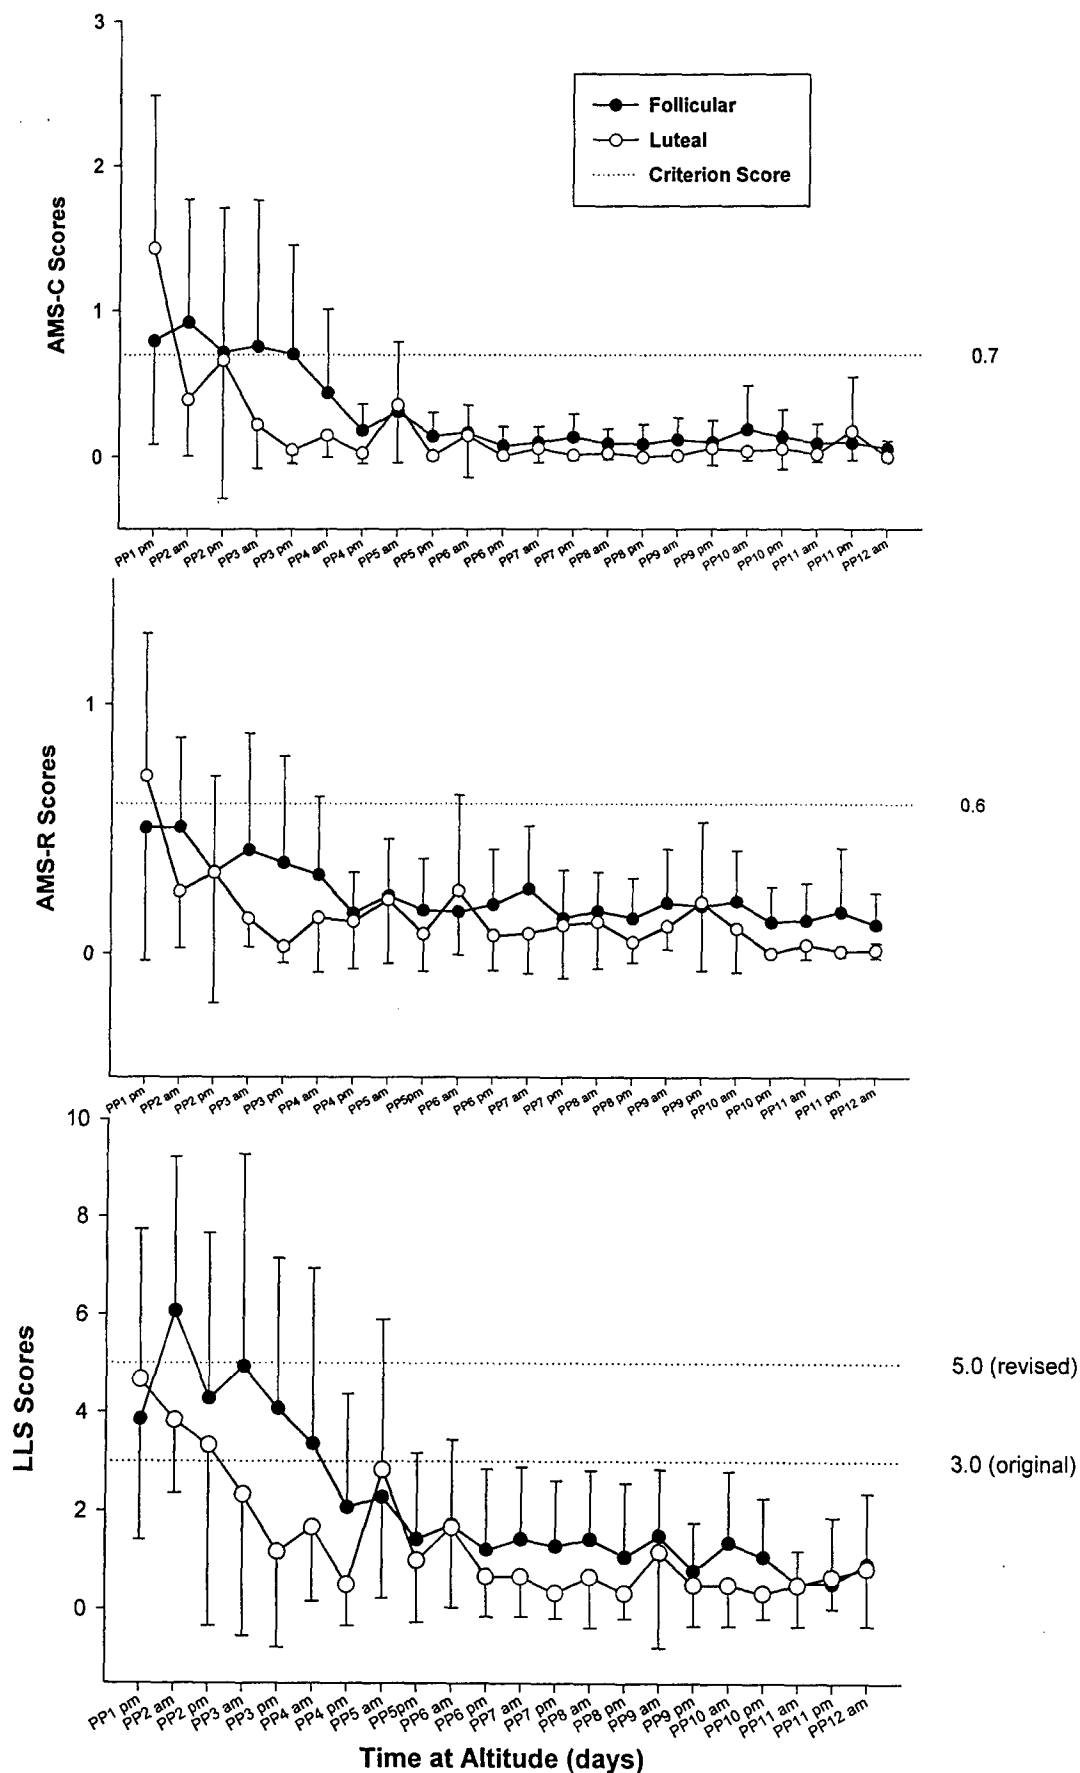 3
2
1
0
AMS-C Scores
Follicular
Luteal
Criterion Score
0.7
PP1 pm
PP2 am
PP2 pm
PP3 am
PP3 pm
PP4 am
PP4 pm
PP5 am
PP5 pm
PP6 am
PP6 pm
PP7 am
PP7 pm
PP8 am
PP8 pm
PP9 am
PP9 pm
PP10 am
PP10 pm
PP11 am
PP11 pm
PP12 am
1
0
AMS-R Scores
0.6
PP1 pm
PP2 am
PP2 pm
PP3 am
PP3 pm
PP4 am
PP4 pm
PP5 am
PP5pm
PP6 am
PP6 pm
PP7 am
PP7 pm
PP8 am
PP8 pm
PP9 am
PP9 pm
PP10 am
PP10 pm
PP11 am
PP11 pm
PP12 am
10
8
6
4
2
0
LLS Scores
5.0 (revised)
3.0 (original)
PP1 pm
PP2 am
PP2 pm
PP3 am
PP3 pm
PP4 am
PP4 pm
PP5 am
PP5pm
PP6 am
PP6 pm
PP7 am
PP7 pm
PP8 am
PP8 pm
PP9 am
PP9 pm
PP10 am
PP10 pm
PP11 am
PP11 pm
PP12 am
Time at Altitude (days)